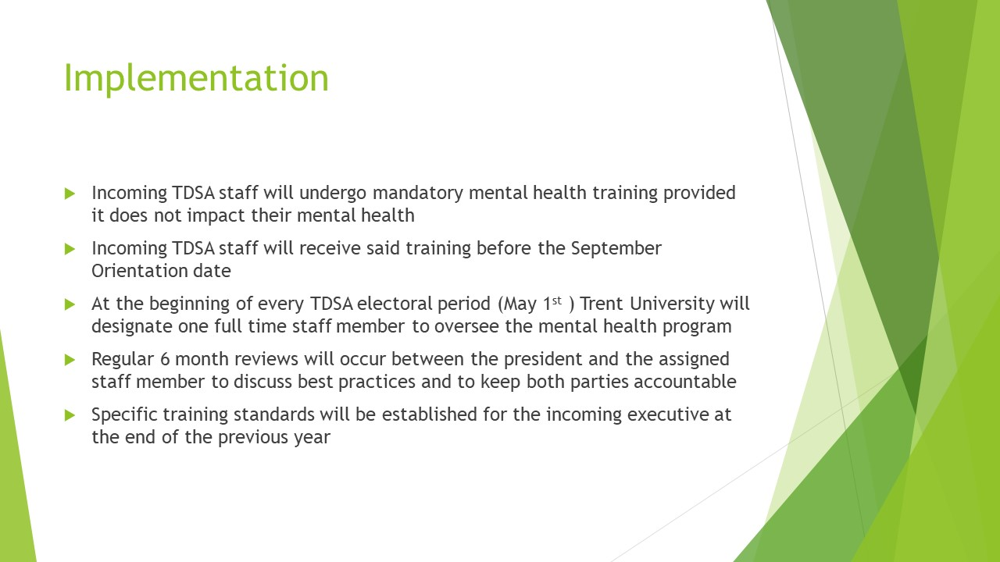 Implementation
Incoming TDSA staff will undergo mandatory mental health training provided
it does not impact their mental health
Incoming TDSA staff will receive said training before the September
Orientation date
At the beginning of every TDSA electoral period (May 1st ) Trent University will
designate one full time staff member to oversee the mental health program
Regular 6 month reviews will occur between the president and the assigned
staff member to discuss best practices and to keep both parties accountable
Specific training standards will be established for the incoming executive at
the end of the previous year